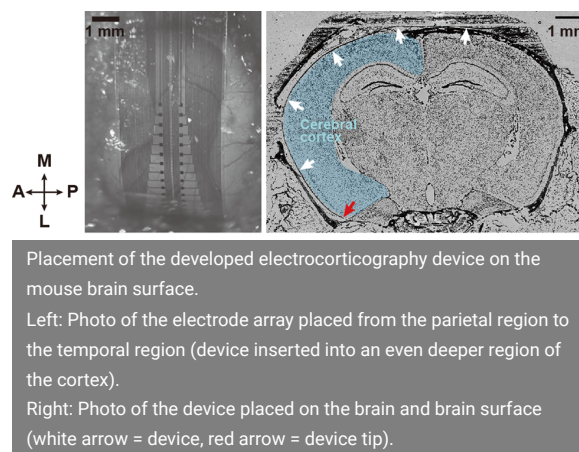 1 mm
1 mm
Cerebral
cortex
M
A P
L
Placement of the developed electrocorticography device on the
mouse brain surface.
Left: Photo of the electrode array placed from the parietal region to
the temporal region (device inserted into an even deeper region of
the cortex).
Right: Photo of the device placed on the brain and brain surface
(white arrow = device, red arrow = device tip).